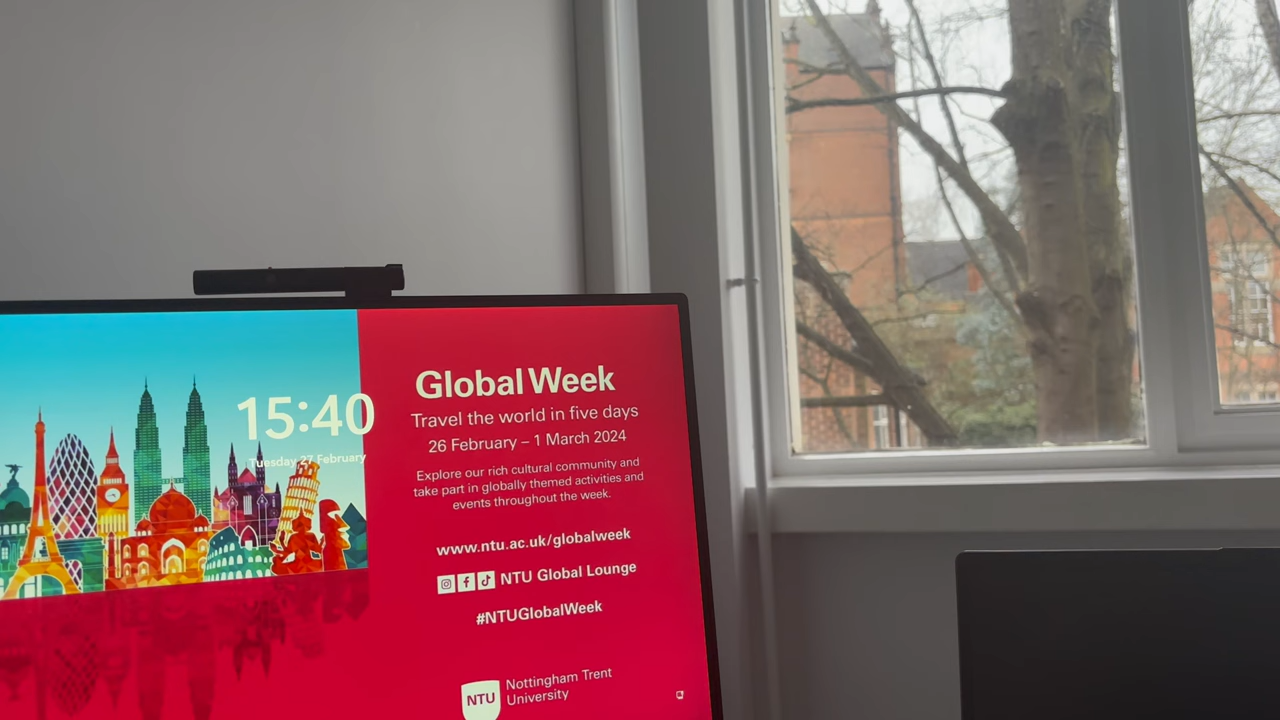 15:40
Tuesday 27 February
Global Week
Travel the world in five days
26 February – 1 March 2024
Explore our rich cultural community and
take part in globally themed activities and
events throughout the week.
www.ntu.ac.uk/globalweek
NTU Global Lounge
#NTUGlobalWeek
NTU
Nottingham Trent
University